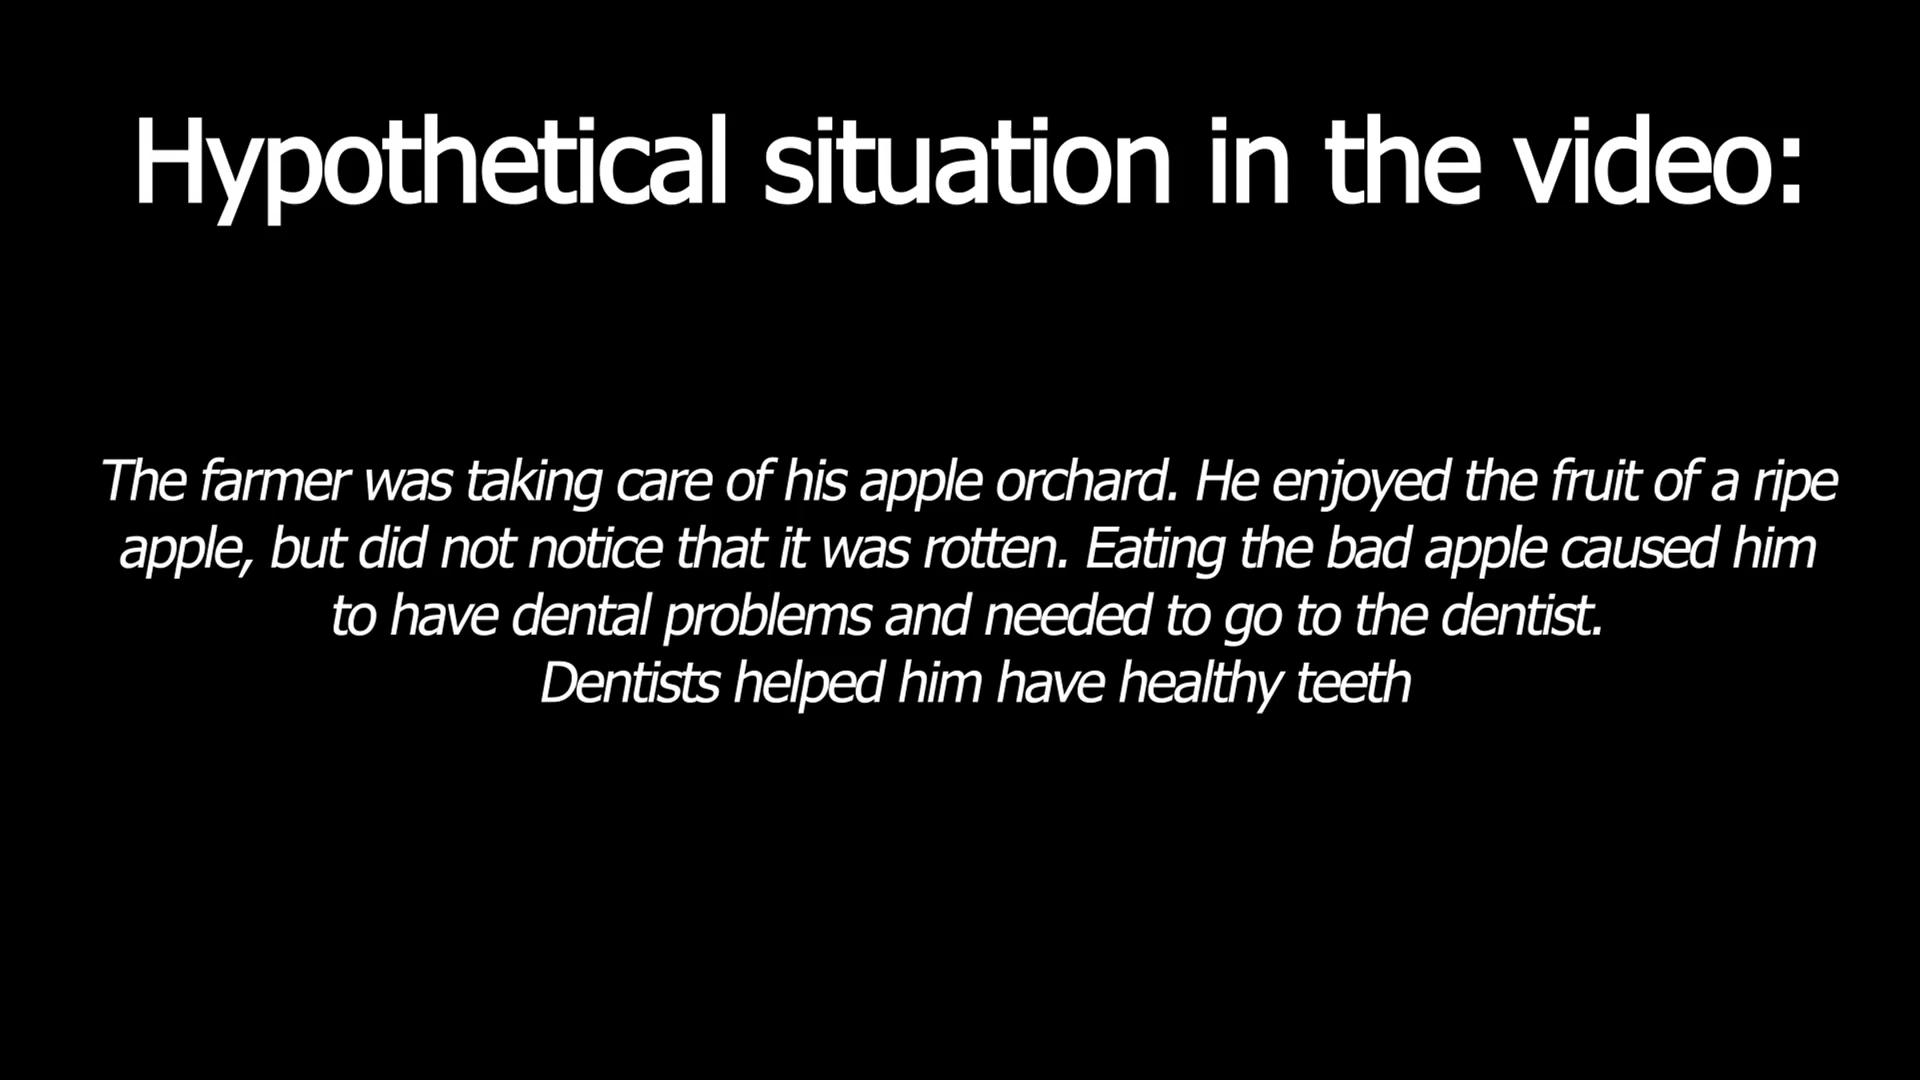 Hypothetical situation in the video:
The farmer was taking care of his apple orchard. He enjoyed the fruit of a ripe
apple, but did not notice that it was rotten. Eating the bad apple caused him
to have dental problems and needed to go to the dentist.
Dentists helped him have healthy teeth